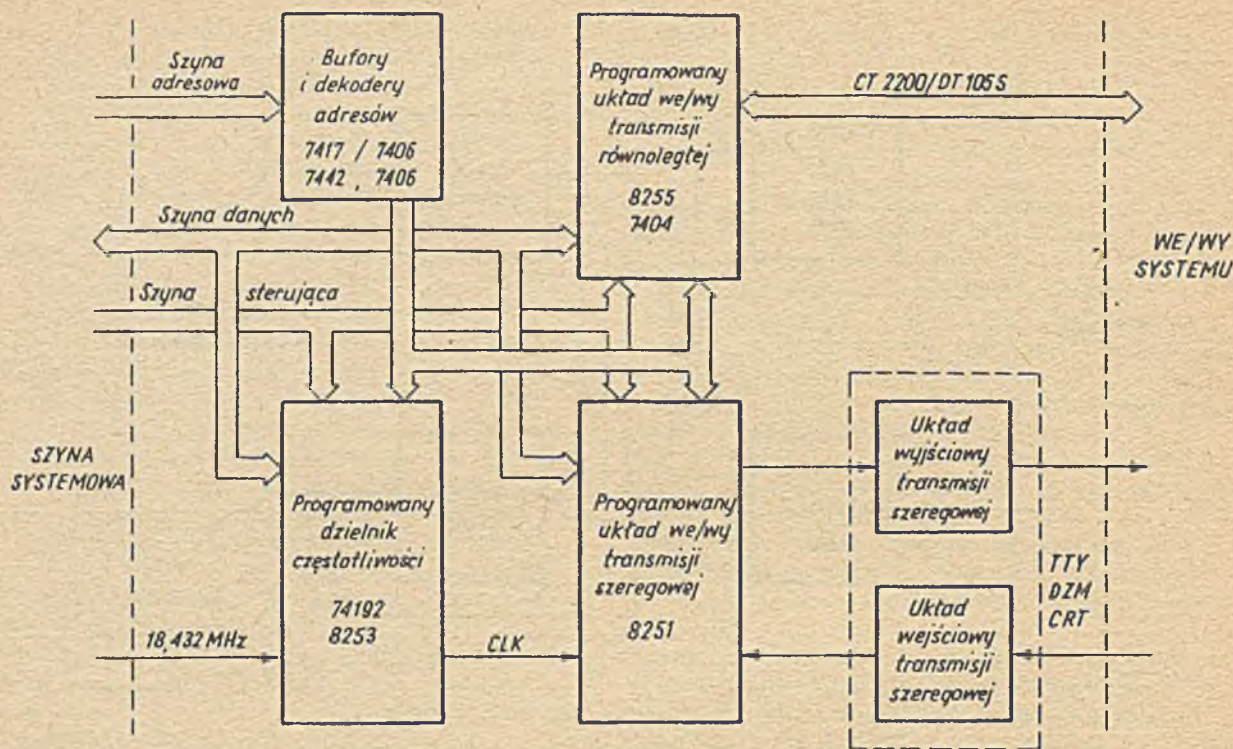 Szyna
adresowa
Bufory
i dekodery
adresów
7417 / 7406
7442, 7406
Programowany
układ we/wy
transmisji
równoległej
8255
7404
CT 2200/DT 105S
Szyna danych
Szyna sterująca
WE/WY
SYSTEMU
SZYNA
SYSTEMOWA
Programowany
dzielnik
częstotliwości
74192
8253
18,432 MHz
CLK
Programowany
układ we/wy
transmisji
szeregowej
8251
Układ
wyjściowy
transmisji
szeregowej
TTY
DZM
CRT
Układ
wejściowy
transmisji
szeregowej